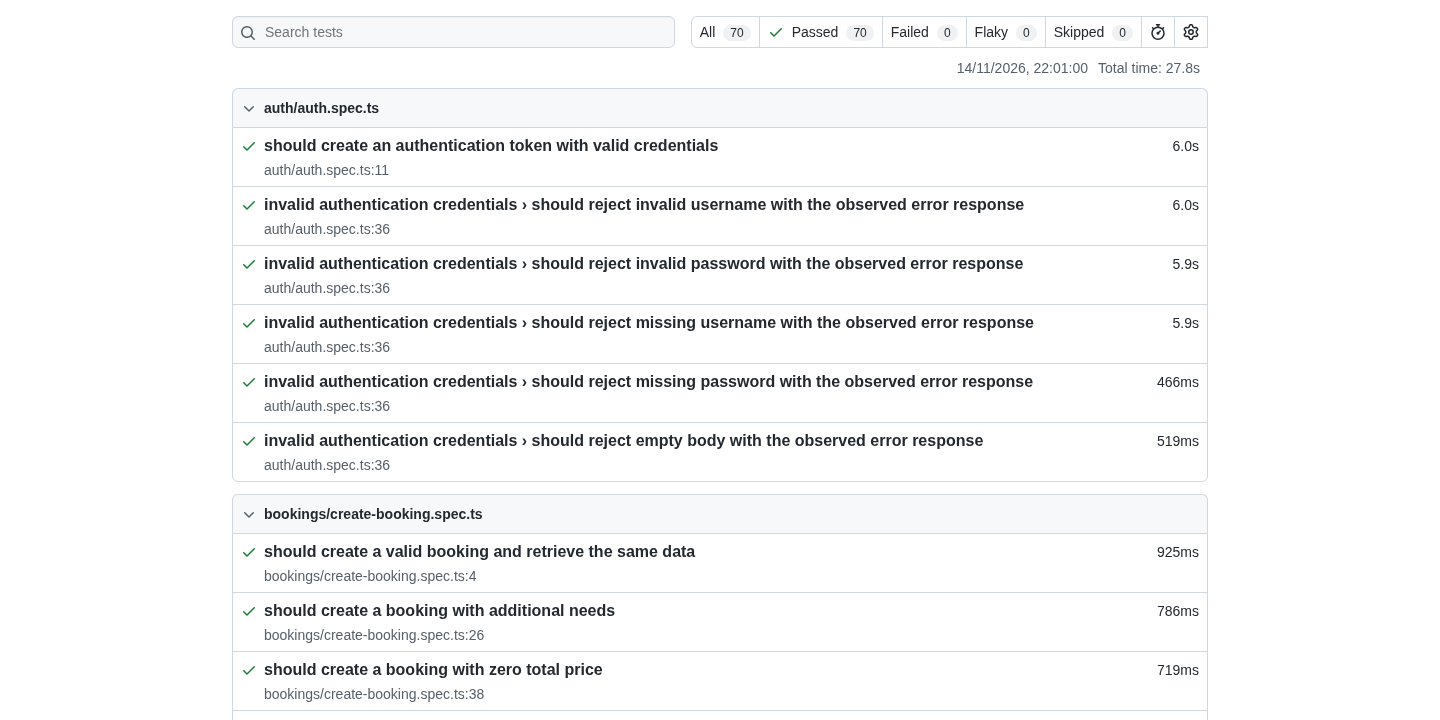 Search tests
All 70 Passed 70 Failed 0 Flaky 0 Skipped 0
14/11/2026, 22:01:00 Total time: 27.8s
auth/auth.spec.ts
should create an authentication token with valid credentials 6.0s
auth/auth.spec.ts:11
invalid authentication credentials › should reject invalid username with the observed error response 6.0s
auth/auth.spec.ts:36
invalid authentication credentials › should reject invalid password with the observed error response 5.9s
auth/auth.spec.ts:36
invalid authentication credentials › should reject missing username with the observed error response 5.9s
auth/auth.spec.ts:36
invalid authentication credentials › should reject missing password with the observed error response 466ms
auth/auth.spec.ts:36
invalid authentication credentials › should reject empty body with the observed error response 519ms
auth/auth.spec.ts:36
bookings/create-booking.spec.ts
should create a valid booking and retrieve the same data 925ms
bookings/create-booking.spec.ts:4
should create a booking with additional needs 786ms
bookings/create-booking.spec.ts:26
should create a booking with zero total price 719ms
bookings/create-booking.spec.ts:38